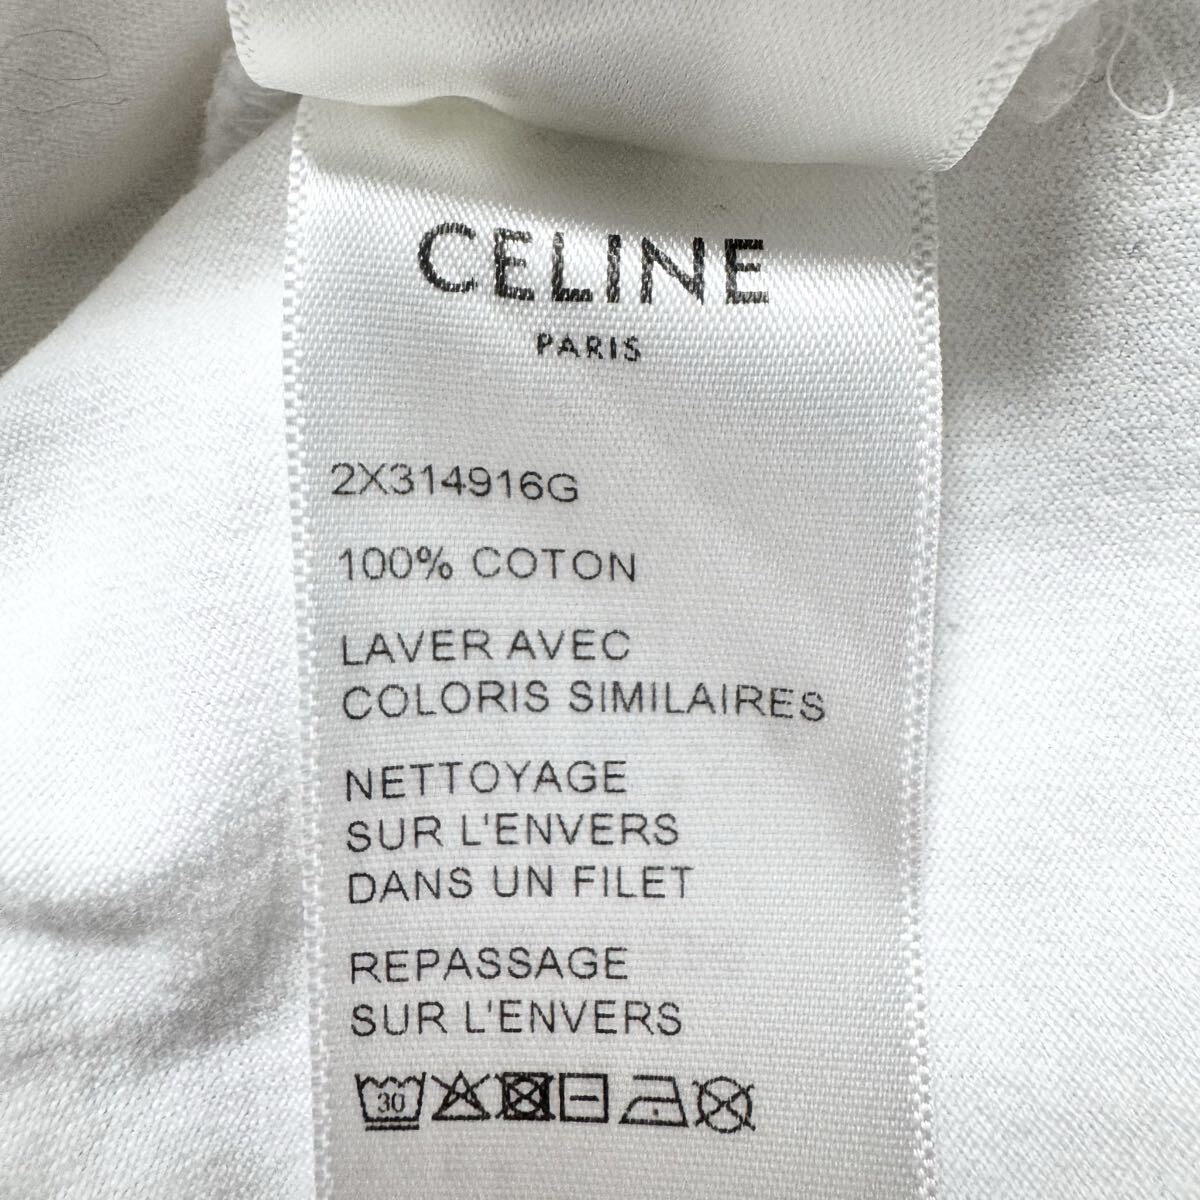 CELINE
PARIS
2X314916G
100% COTON
LAVER AVEC
COLORIS SIMILAIRES
NETTOYAGE
SUR L'ENVERS
DANS UN FILET
REPASSAGE
SUR L'ENVERS
30